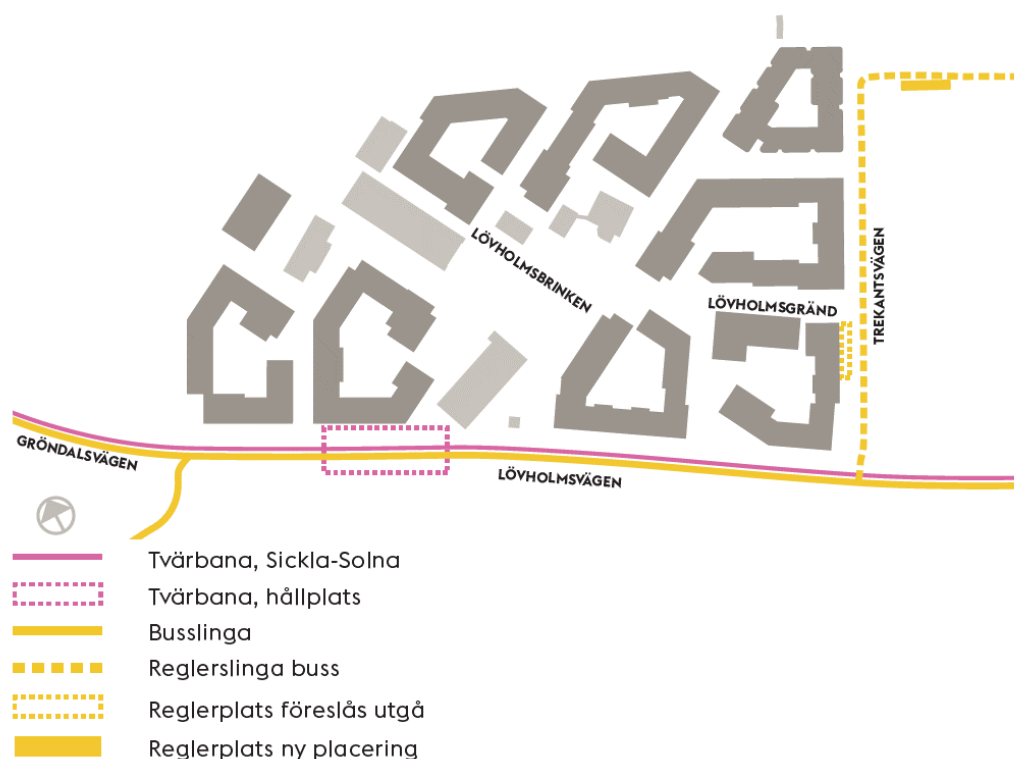 LÖVHOLMSBRINKEN
LÖVHOLMSGRÄND
TREKANTSVÄGEN
GRÖNDALSVÄGEN
LÖVHOLMSVÄGEN
Tvärbana, Sickla-Solna
Tvärbana, hållplats
Busslinga
Reglerslinga buss
Reglerplats föreslås utgå
Reglerplats ny placering